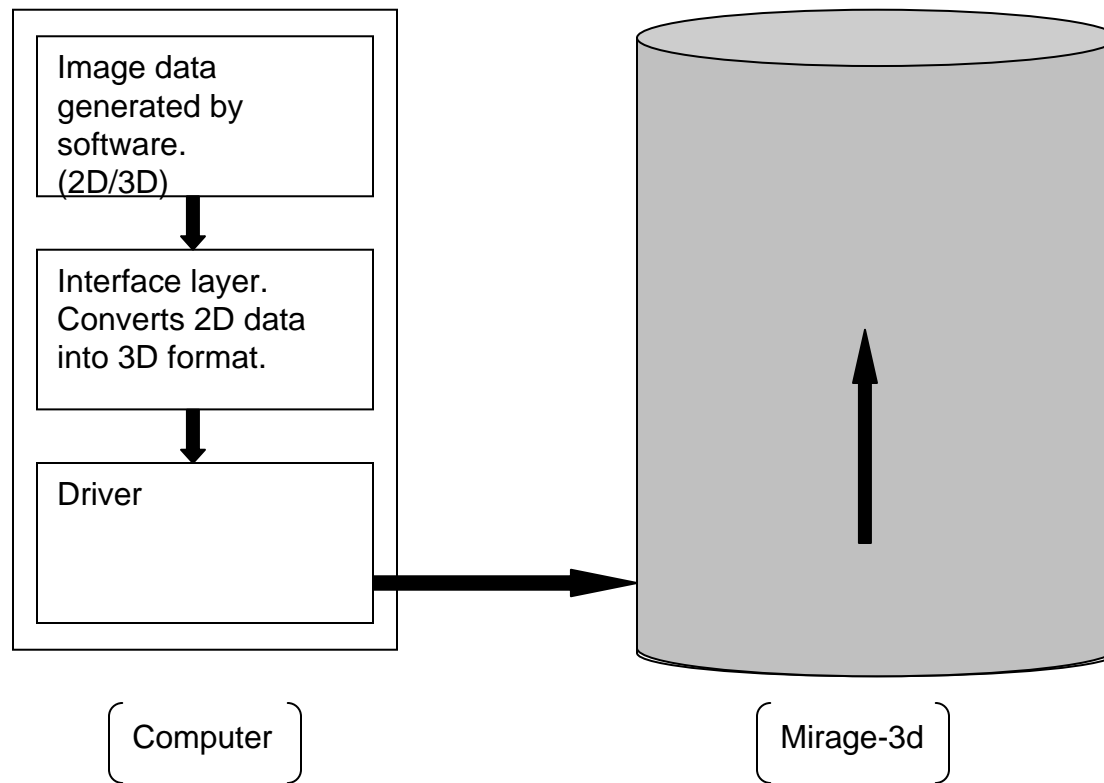 Image data
generated by
software.
(2D/3D)
Interface layer.
Converts 2D data
into 3D format.
Driver
Computer
Mirage-3d